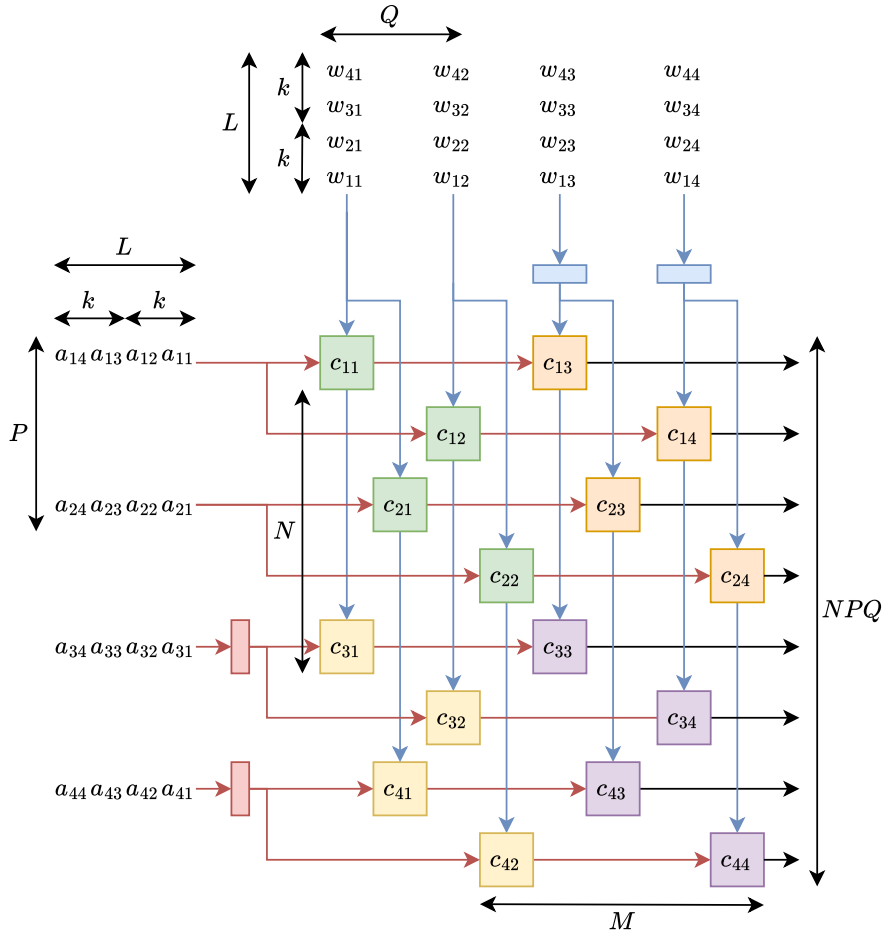 Q
w₄₁ w₄₂ w₄₃ w₄₄
k
w₃₁ w₃₂ w₃₃ w₃₄
L
w₂₁ w₂₂ w₂₃ w₂₄
k
w₁₁ w₁₂ w₁₃ w₁₄
L
k k
a₁₄ a₁₃ a₁₂ a₁₁ c₁₁ c₁₃
P
c₁₂ c₁₄
a₂₄ a₂₃ a₂₂ a₂₁ c₂₁ c₂₃
N
c₂₂ c₂₄
NPQ
a₃₄ a₃₃ a₃₂ a₃₁ c₃₁ c₃₃
c₃₂ c₃₄
a₄₄ a₄₃ a₄₂ a₄₁ c₄₁ c₄₃
c₄₂ c₄₄
M